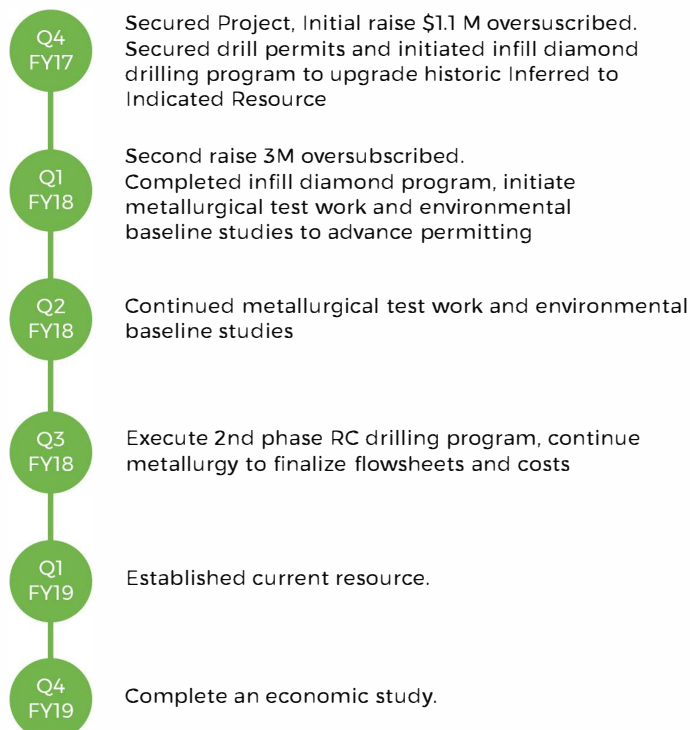 Q4
FY17
Secured Project, Initial raise $1.1 M oversuscribed.
Secured drill permits and initiated infill diamond
drilling program to upgrade historic Inferred to
Indicated Resource
Q1
FY18
Second raise 3M oversubscribed.
Completed infill diamond program, initiate
metallurgical test work and environmental
baseline studies to advance permitting
Q2
FY18
Continued metallurgical test work and environmental
baseline studies
Q3
FY18
Execute 2nd phase RC drilling program, continue
metallurgy to finalize flowsheets and costs
Q1
FY19
Established current resource.
Q4
FY19
Complete an economic study.